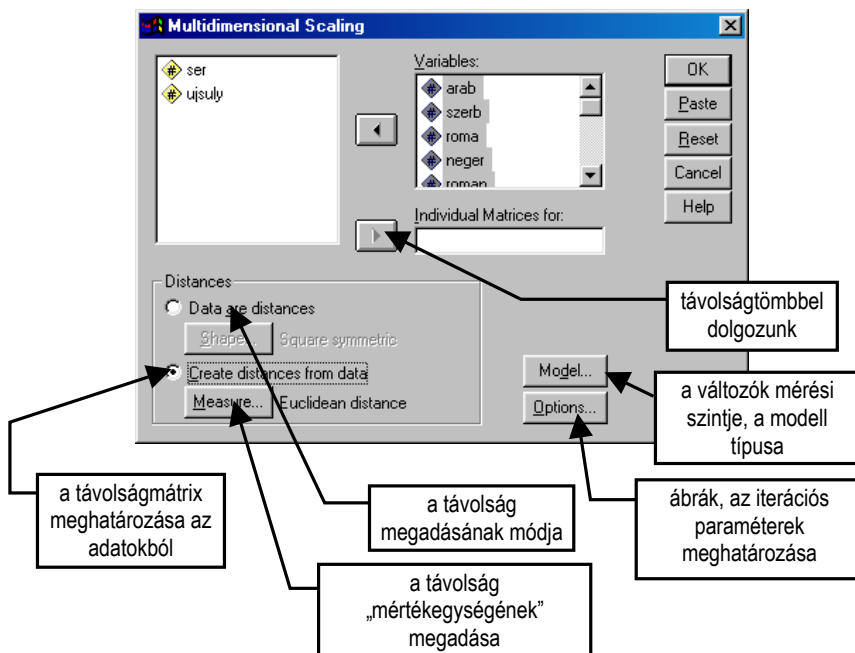 Multidimensional Scaling
ser
ujsuly
Variables:
arab
szerb
roma
neger
roman
Individual Matrices for:
OK
Paste
Reset
Cancel
Help
Distances
Data are distances
Shape... Square symmetric
Create distances from data
Measure... Euclidean distance
Model...
Options...
távolságtömbbel
dolgozunk
a változók mérési
szintje, a modell
típusa
a távolságmátrix
meghatározása az
adatokból
a távolság
megadásának módja
ábrák, az iterációs
paraméterek
meghatározása
a távolság
„mértékegységének”
megadása